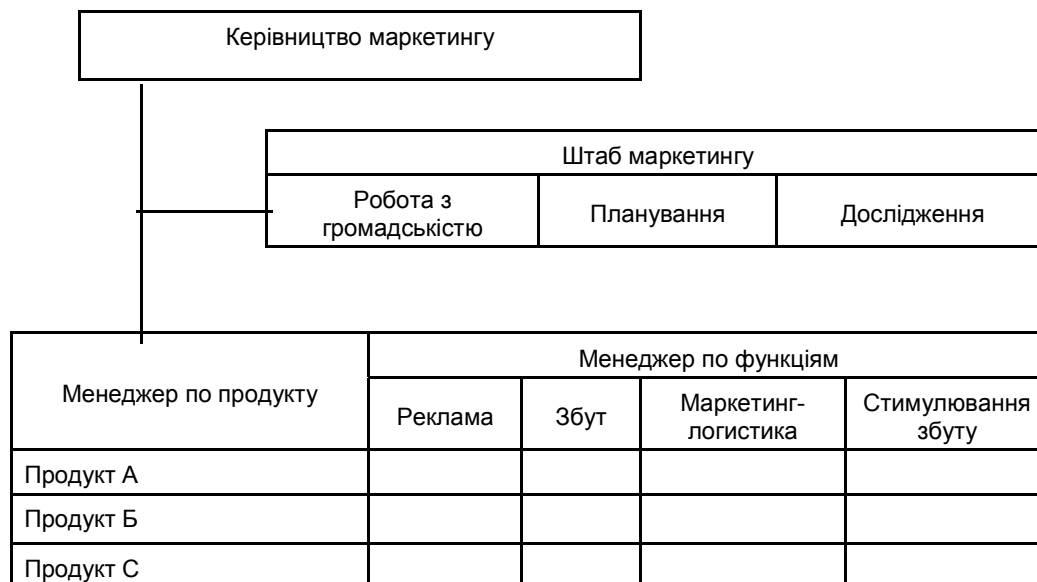 Керівництво маркетингу
Штаб маркетингу
Робота з
громадськістю
Планування
Дослідження
Менеджер по продукту
Менеджер по функціям
Реклама
Збут
Маркетинг-
логистика
Стимулювання
збуту
Продукт А
Продукт Б
Продукт С